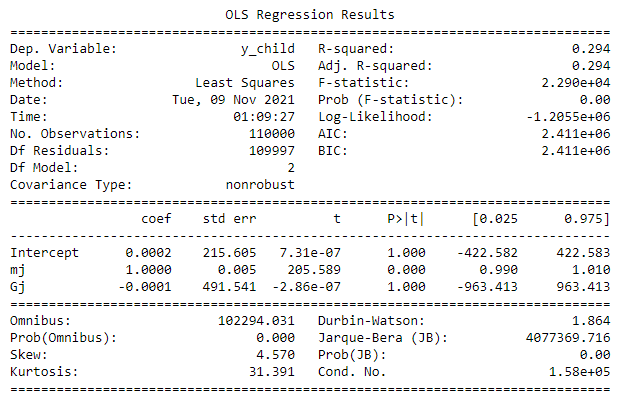 OLS Regression Results
==============================================================================
Dep. Variable:                y_child   R-squared:                       0.294
Model:                            OLS   Adj. R-squared:                  0.294
Method:                 Least Squares   F-statistic:                 2.290e+04
Date:                Tue, 09 Nov 2021   Prob (F-statistic):               0.00
Time:                        01:09:27   Log-Likelihood:            -1.2055e+06
No. Observations:              110000   AIC:                         2.411e+06
Df Residuals:                  109997   BIC:                         2.411e+06
Df Model:                           2
Covariance Type:            nonrobust
==============================================================================
                 coef    std err          t      P>|t|      [0.025      0.975]
------------------------------------------------------------------------------
Intercept      0.0002    215.605   7.31e-07      1.000    -422.582     422.583
mj             1.0000      0.005    205.589      0.000       0.990       1.010
Gj            -0.0001    491.541  -2.86e-07      1.000    -963.413     963.413
==============================================================================
Omnibus:                   102294.031   Durbin-Watson:                   1.864
Prob(Omnibus):                  0.000   Jarque-Bera (JB):          4077369.716
Skew:                           4.570   Prob(JB):                         0.00
Kurtosis:                      31.391   Cond. No.                     1.58e+05
==============================================================================